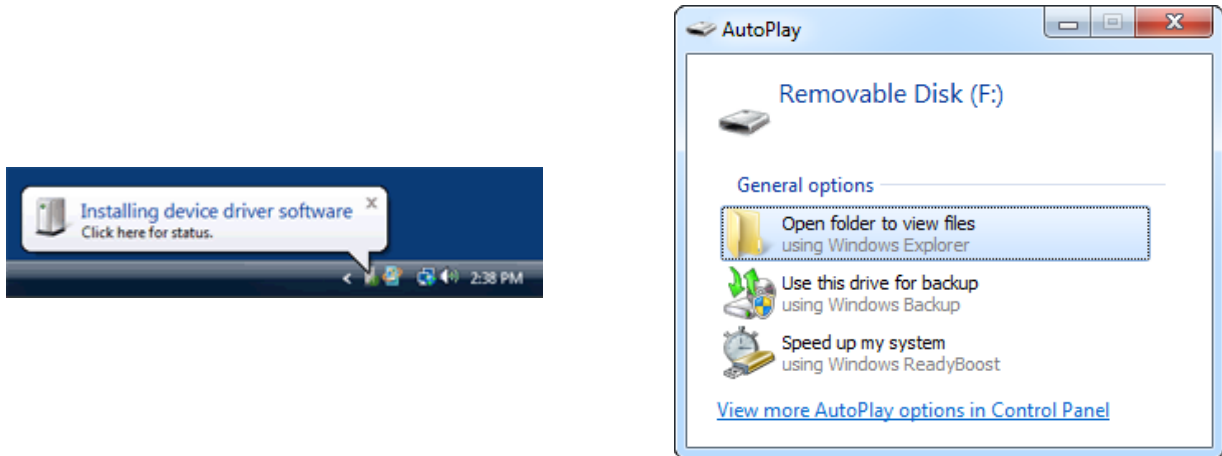 Installing device driver software
Click here for status.
2:38 PM
AutoPlay
Removable Disk (F:)
General options
Open folder to view files
using Windows Explorer
Use this drive for backup
using Windows Backup
Speed up my system
using Windows ReadyBoost
View more AutoPlay options in Control Panel